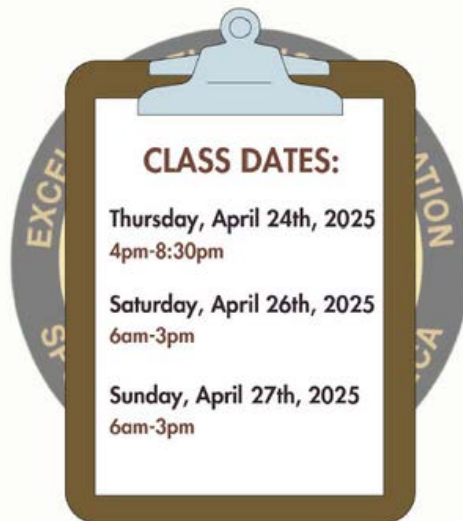 CLASS DATES:
Thursday, April 24th, 2025
4pm-8:30pm
Saturday, April 26th, 2025
6am-3pm
Sunday, April 27th, 2025
6am-3pm